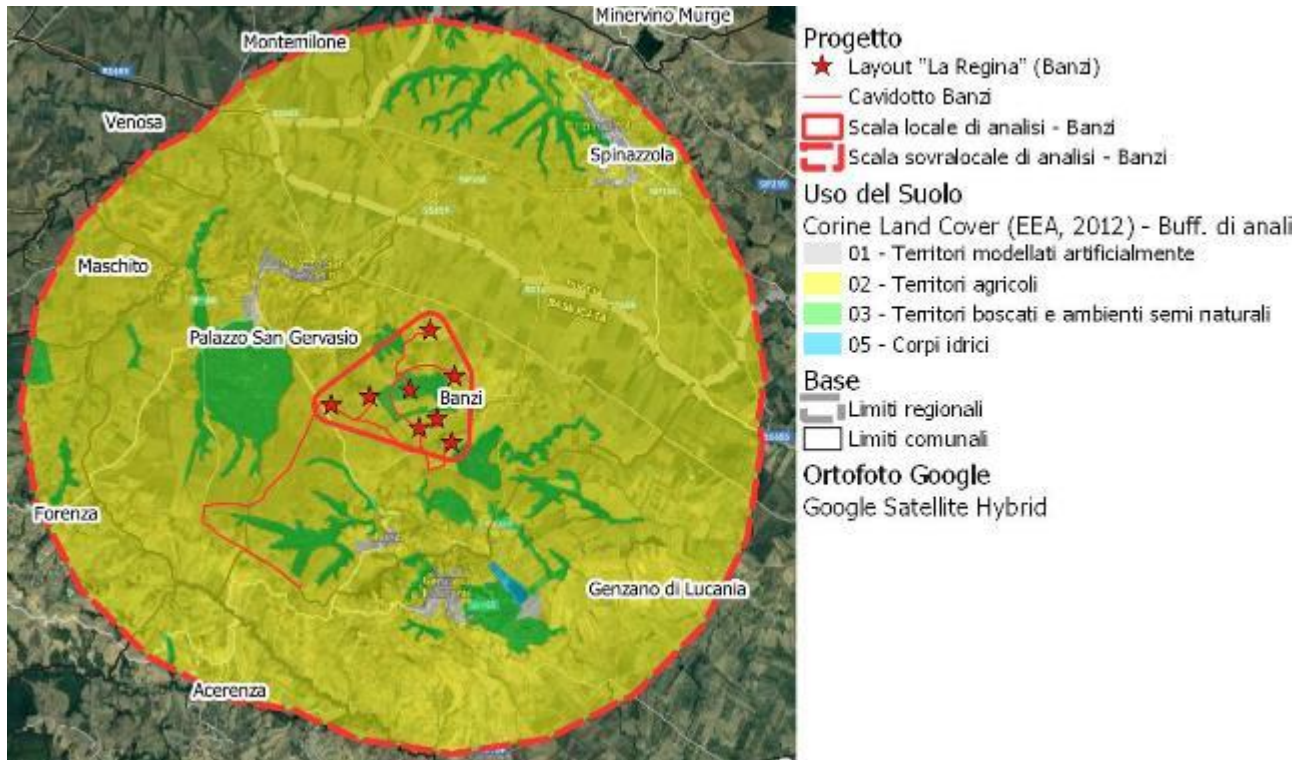 Minervino Murge
Montemilone
Venosa
Spinazzola
Maschito
Palazzo San Gervasio
Banzi
Forenza
Genzano di Lucania
Acerenza
BASILICATA
Progetto
Layout "La Regina" (Banzi)
Cavidotto Banzi
Scala locale di analisi - Banzi
Scala sovralocale di analisi - Banzi
Uso del Suolo
Corine Land Cover (EEA, 2012) - Buff. di anali
01 - Territori modellati artificialmente
02 - Territori agricoli
03 - Territori boscati e ambienti semi naturali
05 - Corpi idrici
Base
Limiti regionali
Limiti comunali
Ortofoto Google
Google Satellite Hybrid